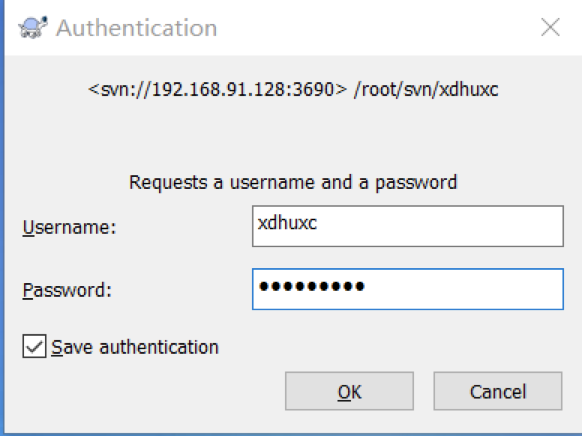 Authentication
<svn://192.168.91.128:3690> /root/svn/xdhuxc
Requests a username and a password
Username:
xdhuxc
Password:
●●●●●●●●●
Save authentication
OK
Cancel